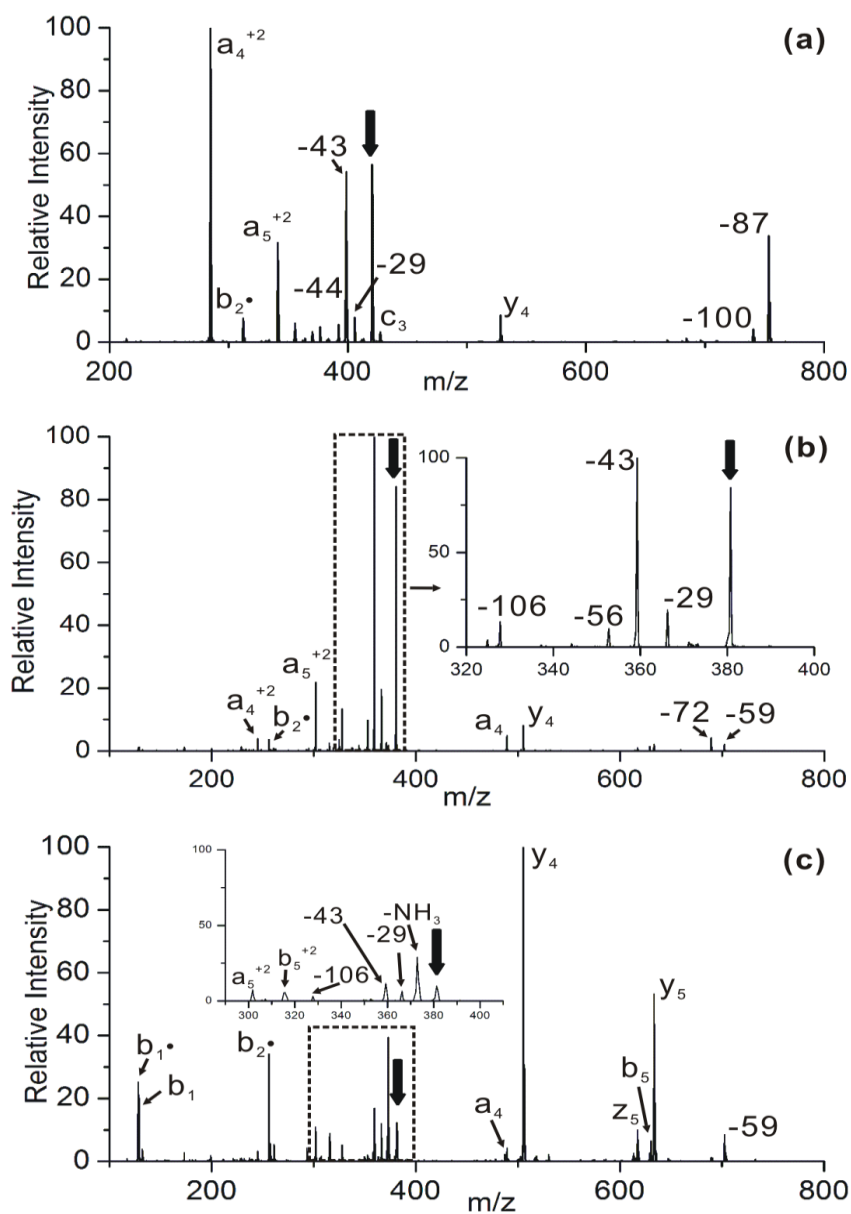 (a)
100
80
60
40
20
0
Relative Intensity
a₄⁺²
-43
a₅⁺²
-44
-29
b₂•
c₃
y₄
-87
-100
200
400
600
800
m/z
(b)
100
80
60
40
20
0
Relative Intensity
a₄⁺²
b₂•
a₅⁺²
a₄
y₄
-72
-59
100
50
0
-106
-56
-43
-29
320
340
360
380
400
200
400
600
800
m/z
(c)
100
80
60
40
20
0
Relative Intensity
b₁•
b₁
b₂•
100
50
0
a₅⁺²
b₅⁺²
-106
-43
-29
-NH₃
300
320
340
360
380
400
a₄
y₄
z₅
b₅
y₅
-59
200
400
600
800
m/z